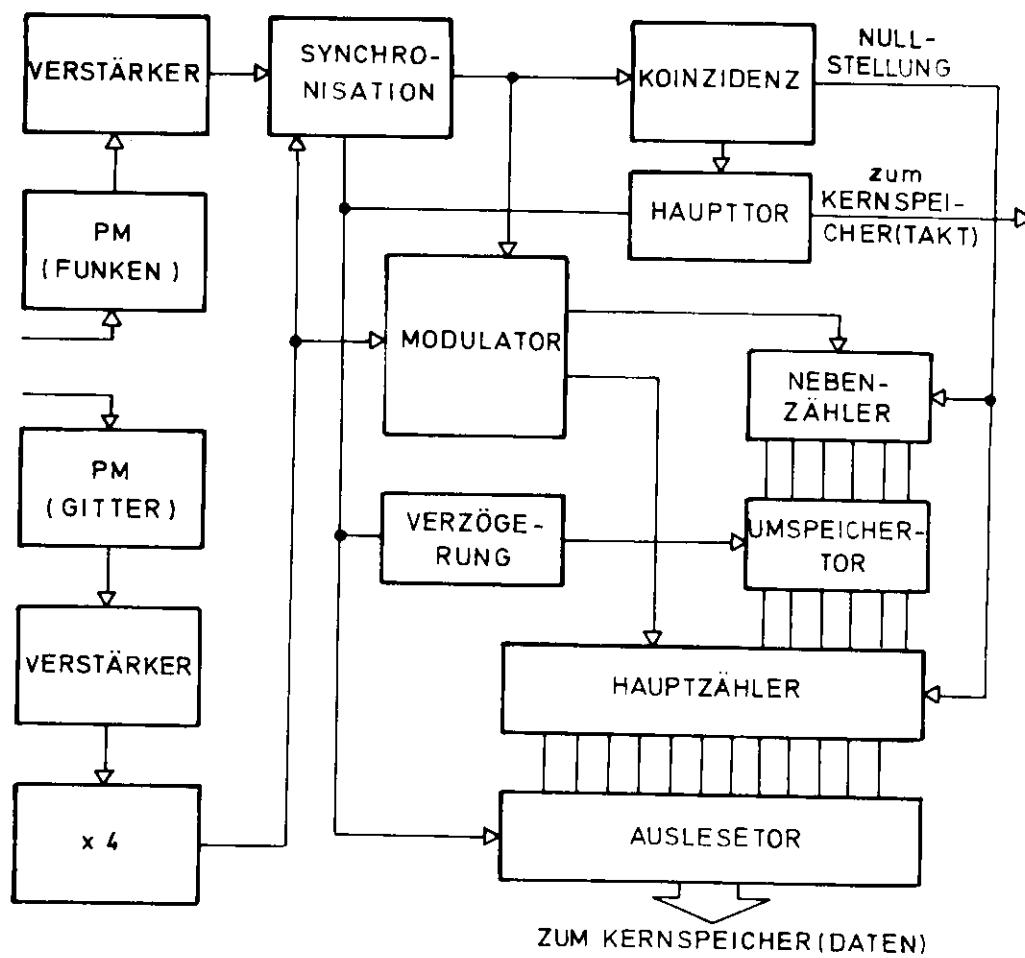 VERSTÄRKER
SYNCHRO-
NISATION
KOINZIDENZ
NULL-
STELLUNG
PM
(FUNKEN)
HAUPTTOR
zum
KERNSPEI-
CHER(TAKT)
MODULATOR
NEBEN-
ZÄHLER
PM
(GITTER)
VERZÖGE-
RUNG
UMSPEICHER-
TOR
VERSTÄRKER
HAUPTZÄHLER
x 4
AUSLESETOR
ZUM KERNSPEICHER(DATEN)